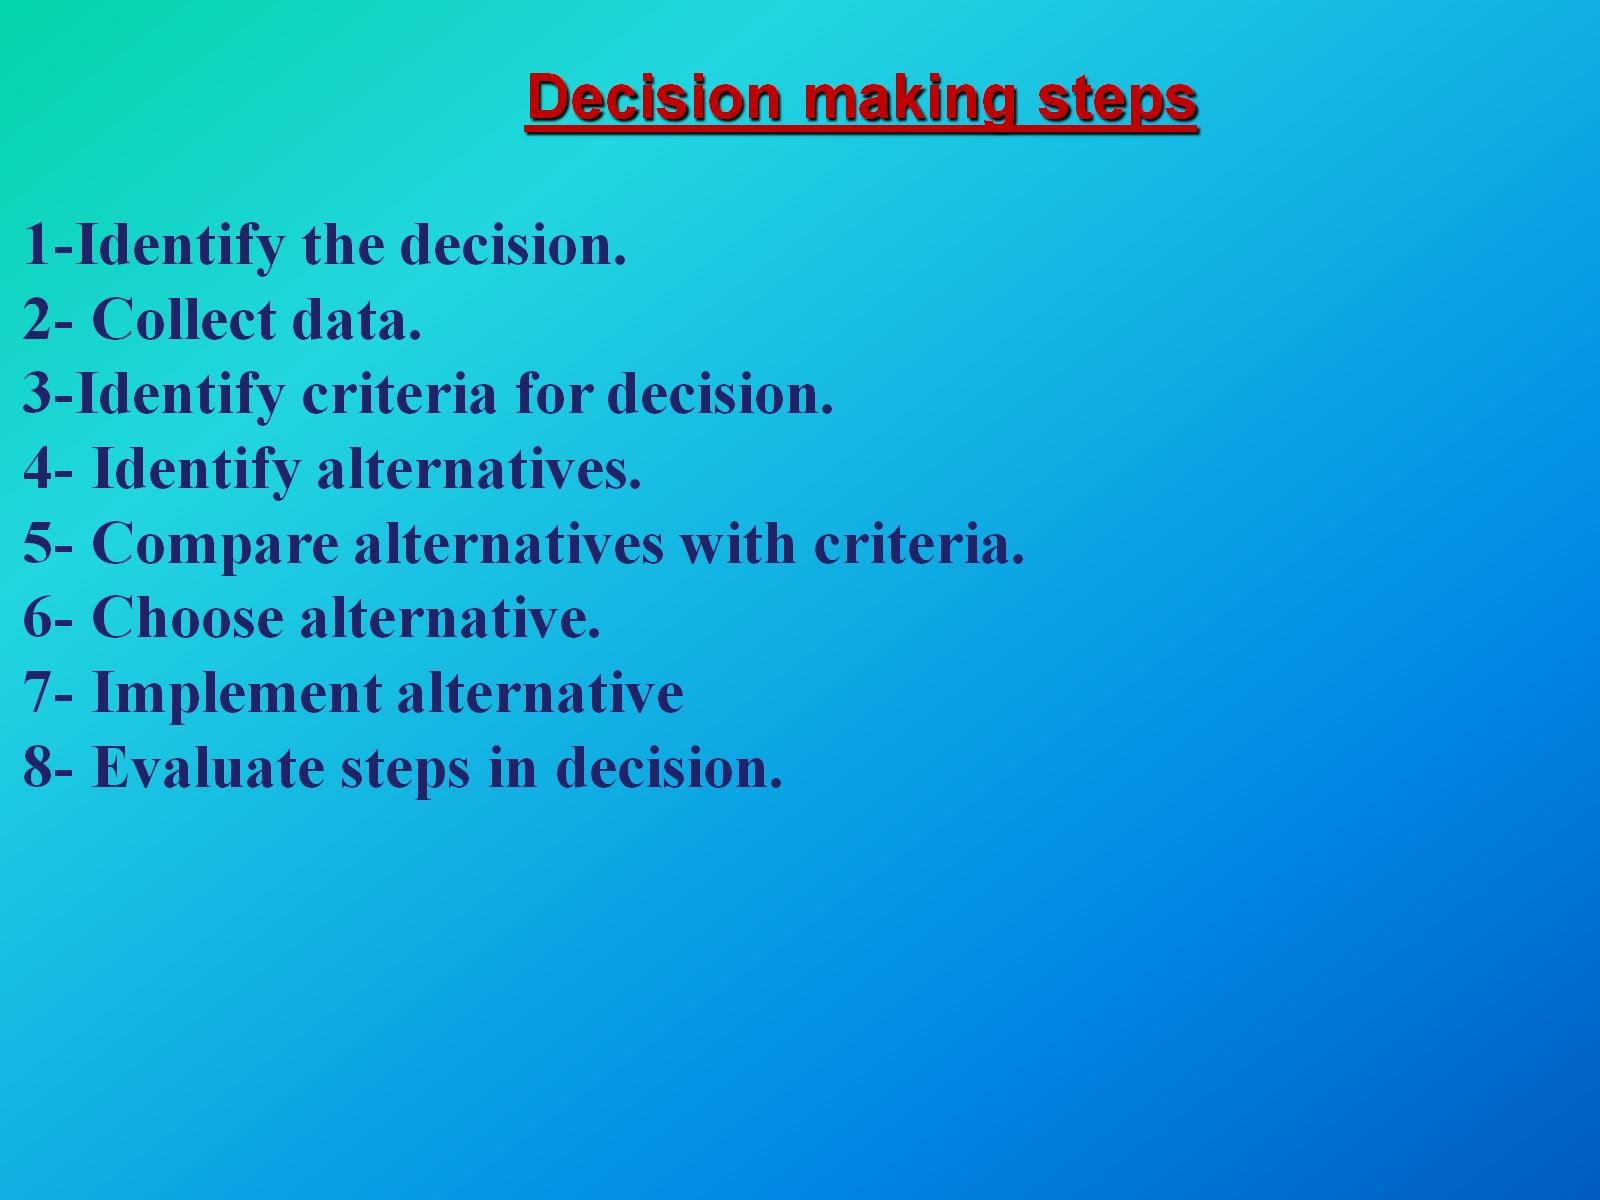 Decision making steps
1-Identify the decision.
2- Collect data.
3-Identify criteria for decision.
4- Identify alternatives.
5- Compare alternatives with criteria.
6- Choose alternative.
7- Implement alternative
8- Evaluate steps in decision.